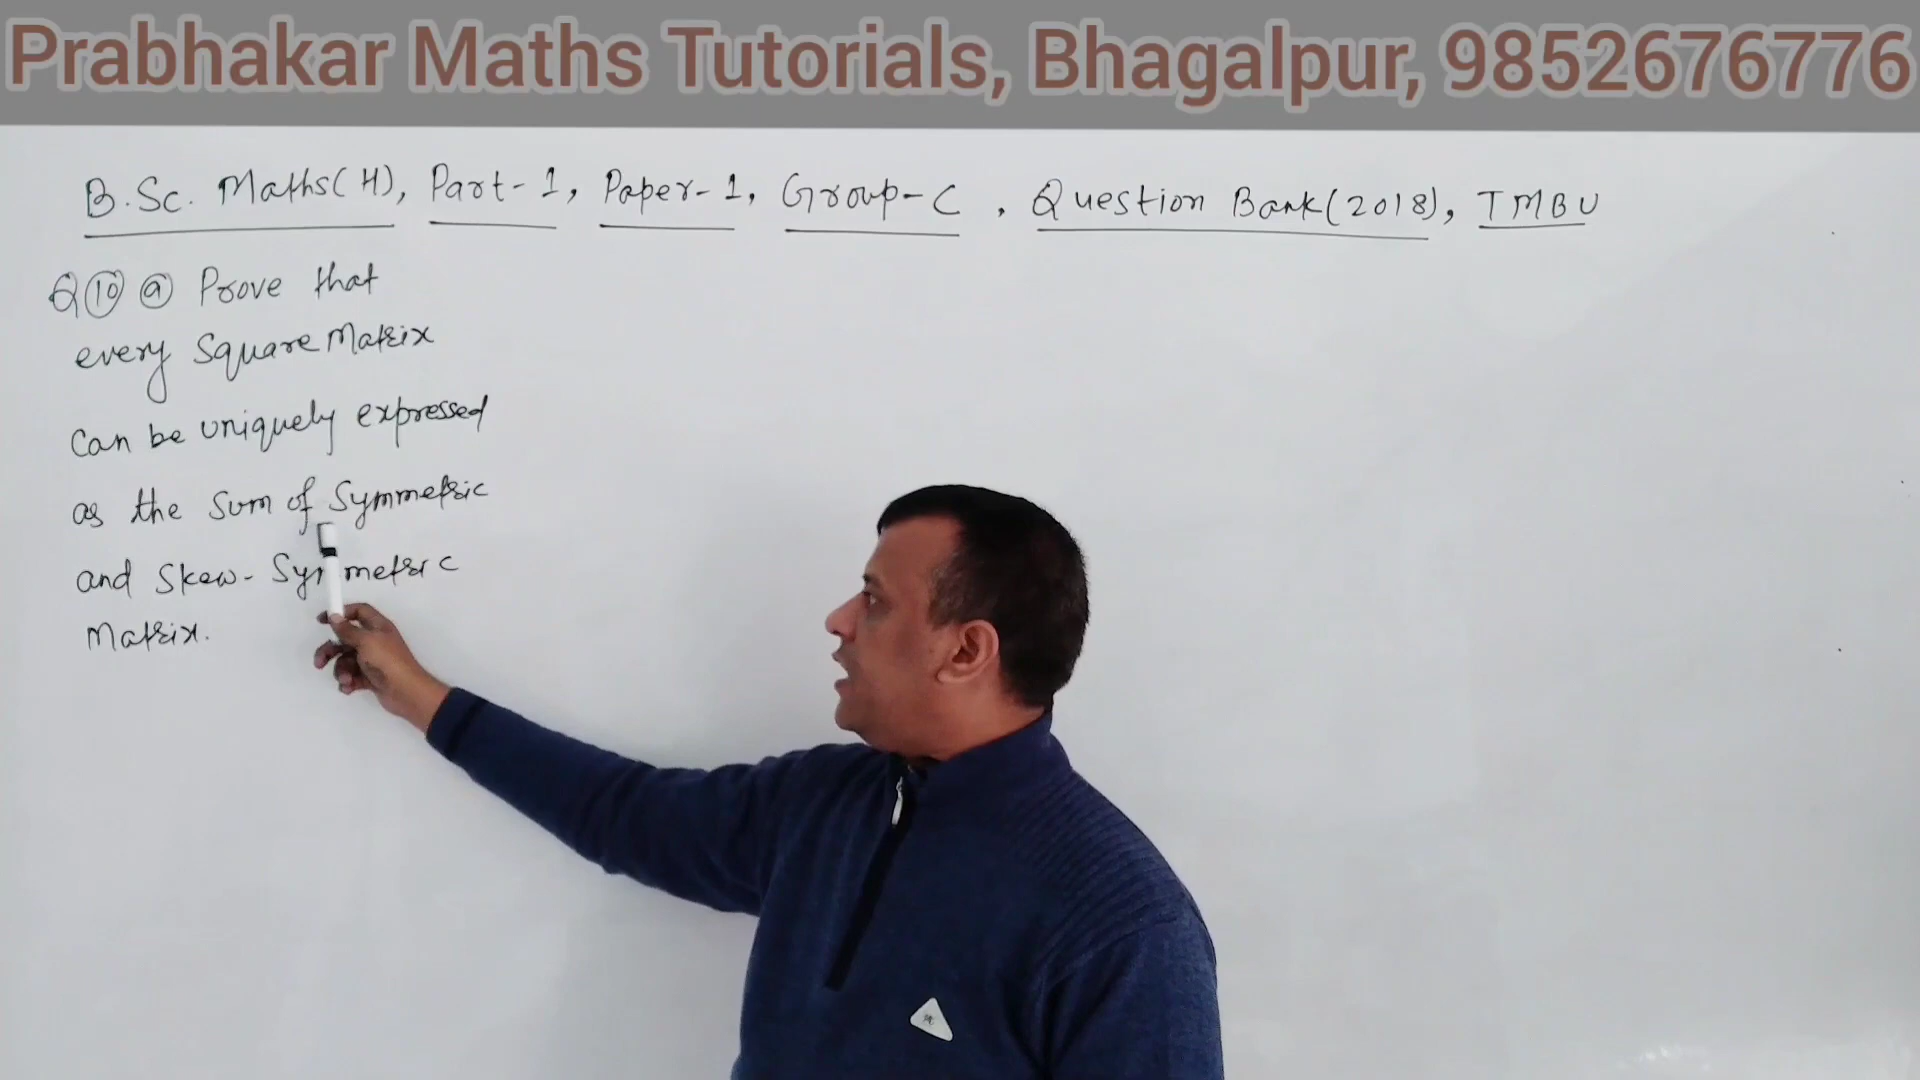 Prabhakar Maths Tutorials, Bhagalpur, 9852676776
B.Sc. Maths(H), Part-1, Paper-1, Group-C, Question Bank(2018), TMBU
Q 10 a Prove that
every Square Matrix
Can be uniquely expressed
as the Sum of Symmetric
and Skew-Symmetric
Matrix.